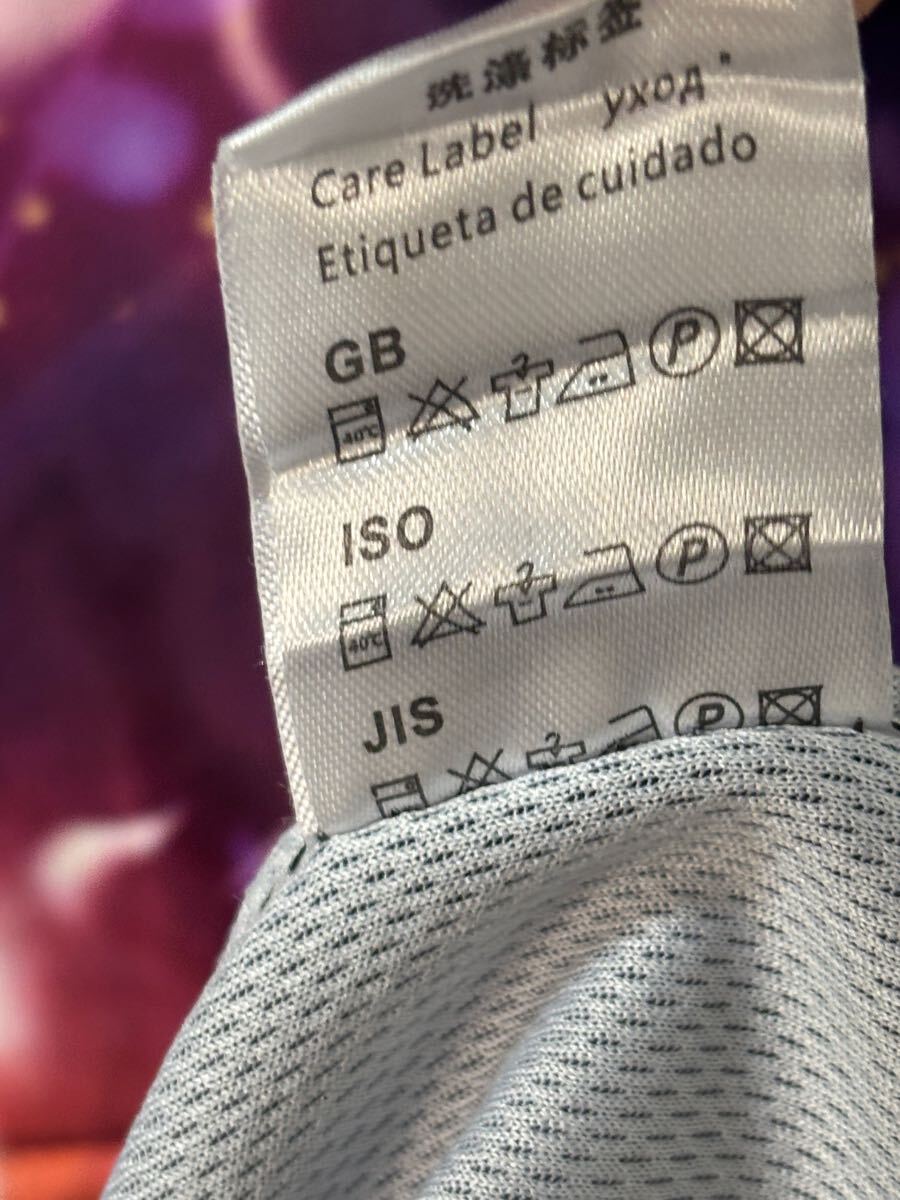 洗涤标签
Care Label уход
Etiqueta de cuidado
GB
40℃ P
ISO
40℃ P
JIS
P